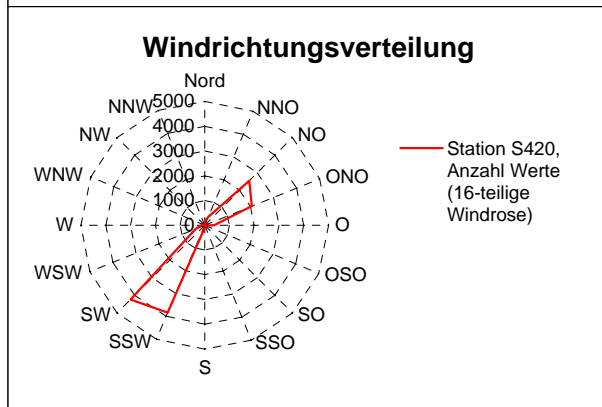 Windrichtungsverteilung
Nord
NNO
NO
ONO
O
OSO
SO
SSO
S
SSW
SW
WSW
W
WNW
NW
NNW
5000
4000
3000
2000
1000
0
Station S420,
Anzahl Werte
(16-teilige
Windrose)